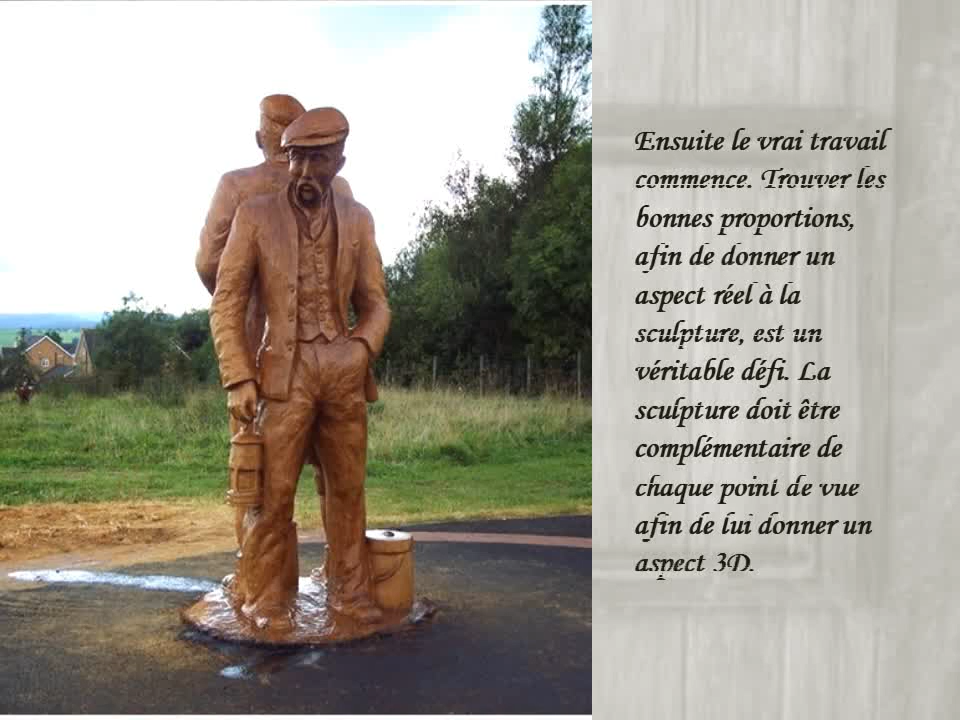 Ensuite le vrai travail
commence. Trouver les
bonnes proportions,
afin de donner un
aspect réel à la
sculpture, est un
véritable défi. La
sculpture doit être
complémentaire de
chaque point de vue
afin de lui donner un
aspect 3D.